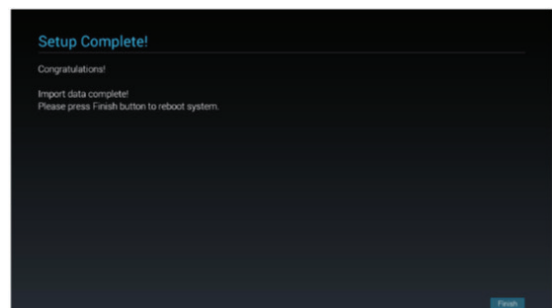 Setup Complete!
Congratulations!
Import data complete!
Please press Finish button to reboot system.
Finish